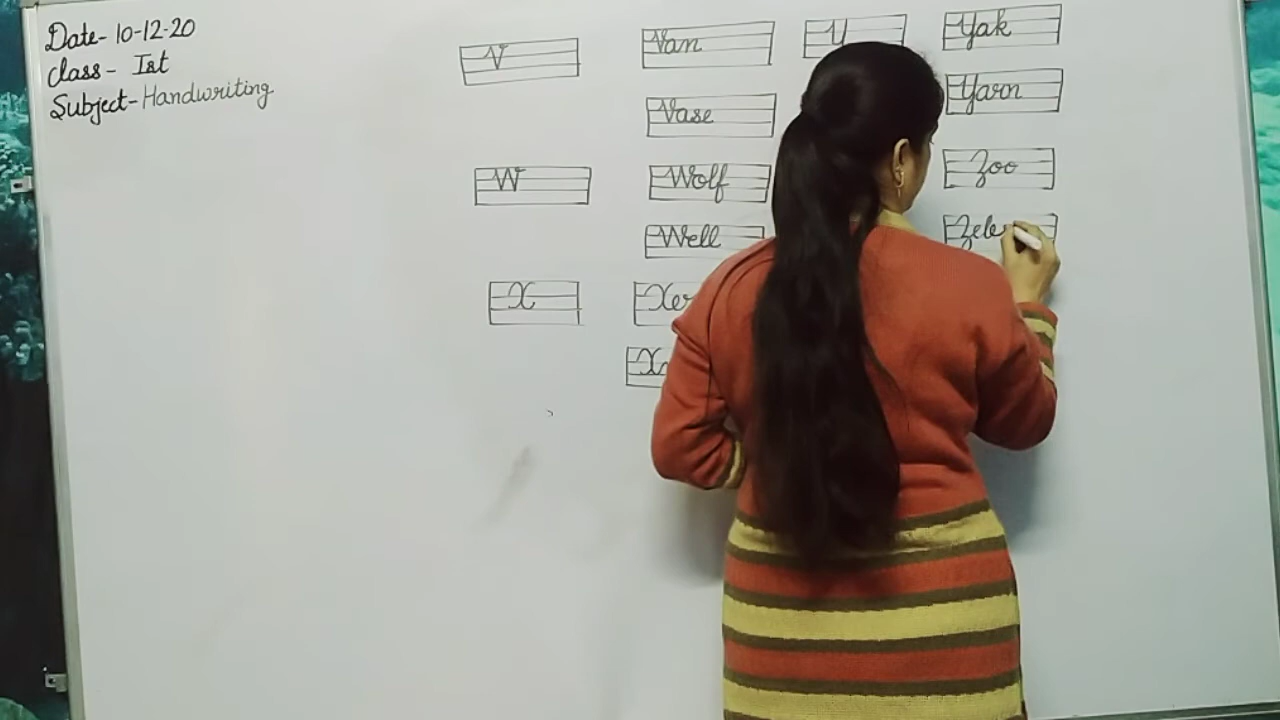 Date- 10-12-20
Class- Ist
Subject- Handwriting
V
Van
Vase
W
Wolf
Well
X
Y
Yak
Yarn
Zoo